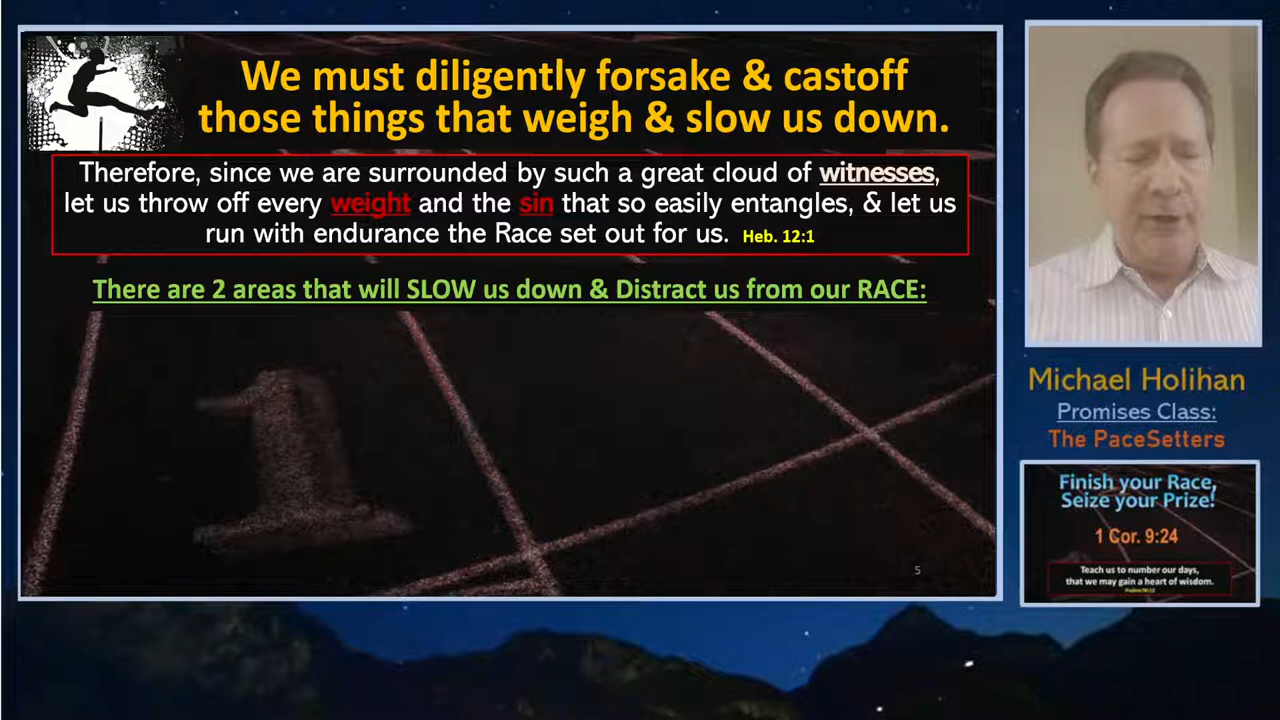 We must diligently forsake & castoff
those things that weigh & slow us down.
Therefore, since we are surrounded by such a great cloud of witnesses,
let us throw off every weight and the sin that so easily entangles, & let us
run with endurance the Race set out for us. Heb. 12:1
There are 2 areas that will SLOW us down & Distract us from our RACE:
1
5
Michael Holihan
Promises Class:
The PaceSetters
Finish your Race,
Seize your Prize!
1 Cor. 9:24
Teach us to number our days,
that we may gain a heart of wisdom.
Psalms 90:12